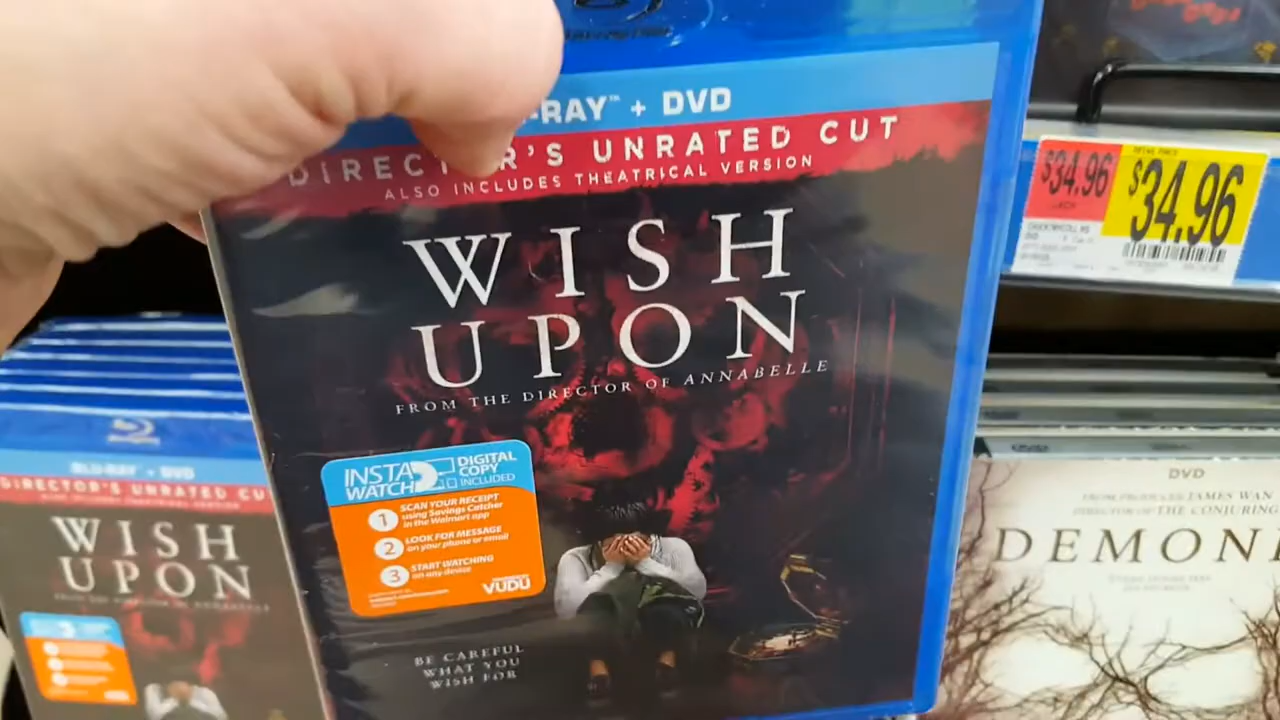 -RAY™ + DVD
DIRECTOR'S UNRATED CUT
ALSO INCLUDES THEATRICAL VERSION
WISH
UPON
FROM THE DIRECTOR OF ANNABELLE
INSTA
WATCH
DIGITAL
COPY
INCLUDED
1 SCAN YOUR RECEIPT
using Savings Catcher
in the Walmart app
2 LOOK FOR MESSAGE
on your phone or email
3 START WATCHING
on any device
VUDU
BE CAREFUL
WHAT YOU
WISH FOR
$34.96
$34.96
BLU-RAY + DVD
DIRECTOR'S UNRATED CU
WISH
UPON
DVD
FROM PRODUCER JAMES WAN
DIRECTOR OF THE CONJURING
DEMONI